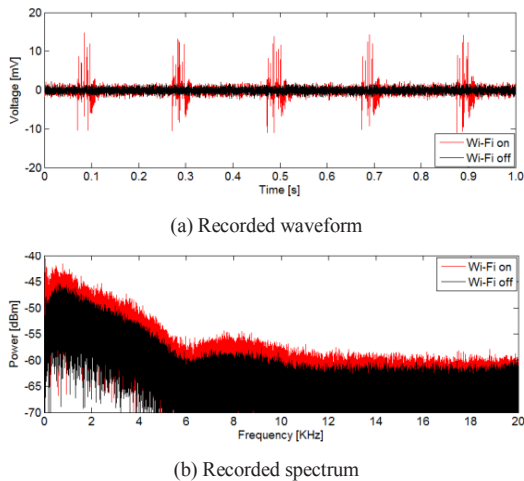 20
10
0
-10
-20
Voltage [mV]
Wi-Fi on
Wi-Fi off
0 0.1 0.2 0.3 0.4 0.5 0.6 0.7 0.8 0.9 1.0
Time [s]
(a) Recorded waveform
-40
-45
-50
-55
-60
-65
-70
Power [dBm]
Wi-Fi on
Wi-Fi off
0 2 4 6 8 10 12 14 16 18 20
Frequency [KHz]
(b) Recorded spectrum